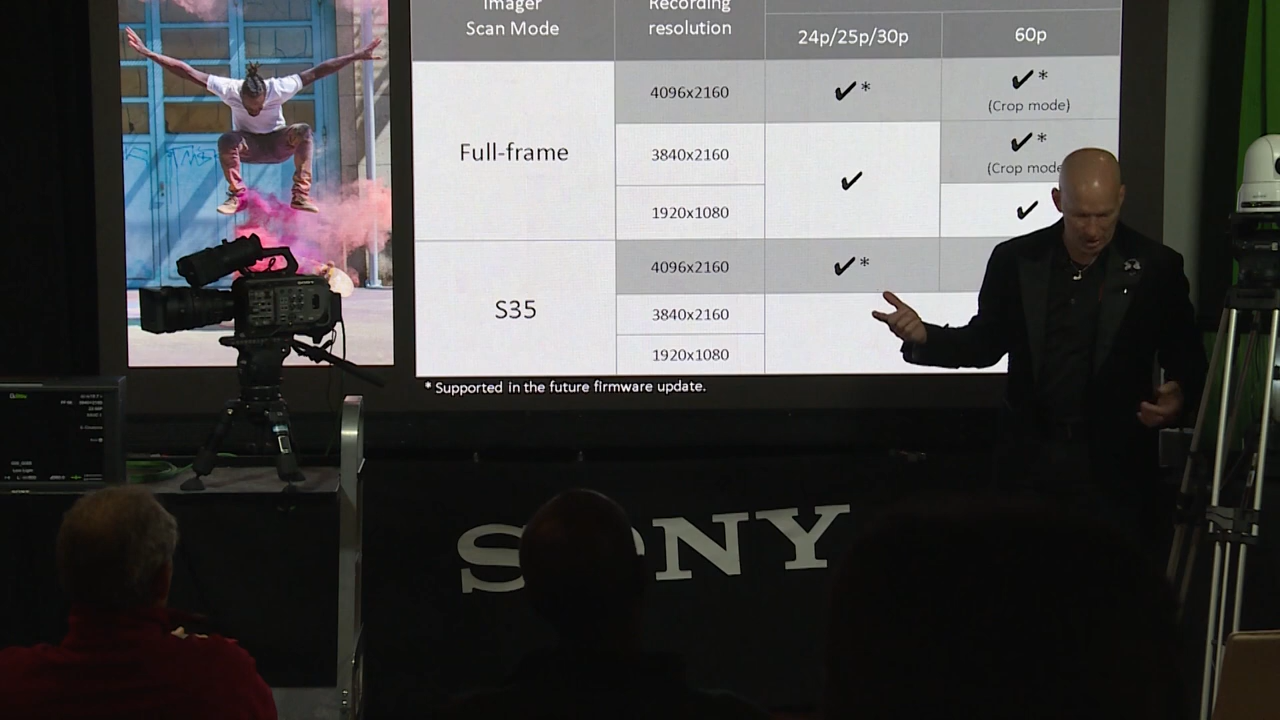 Imager
Scan Mode
Recording
resolution
24p/25p/30p
60p
Full-frame
4096x2160
✔*
✔*
(Crop mode)
3840x2160
✔
✔*
(Crop mode
1920x1080
✔
S35
4096x2160
✔*
3840x2160
1920x1080
* Supported in the future firmware update.
SONY